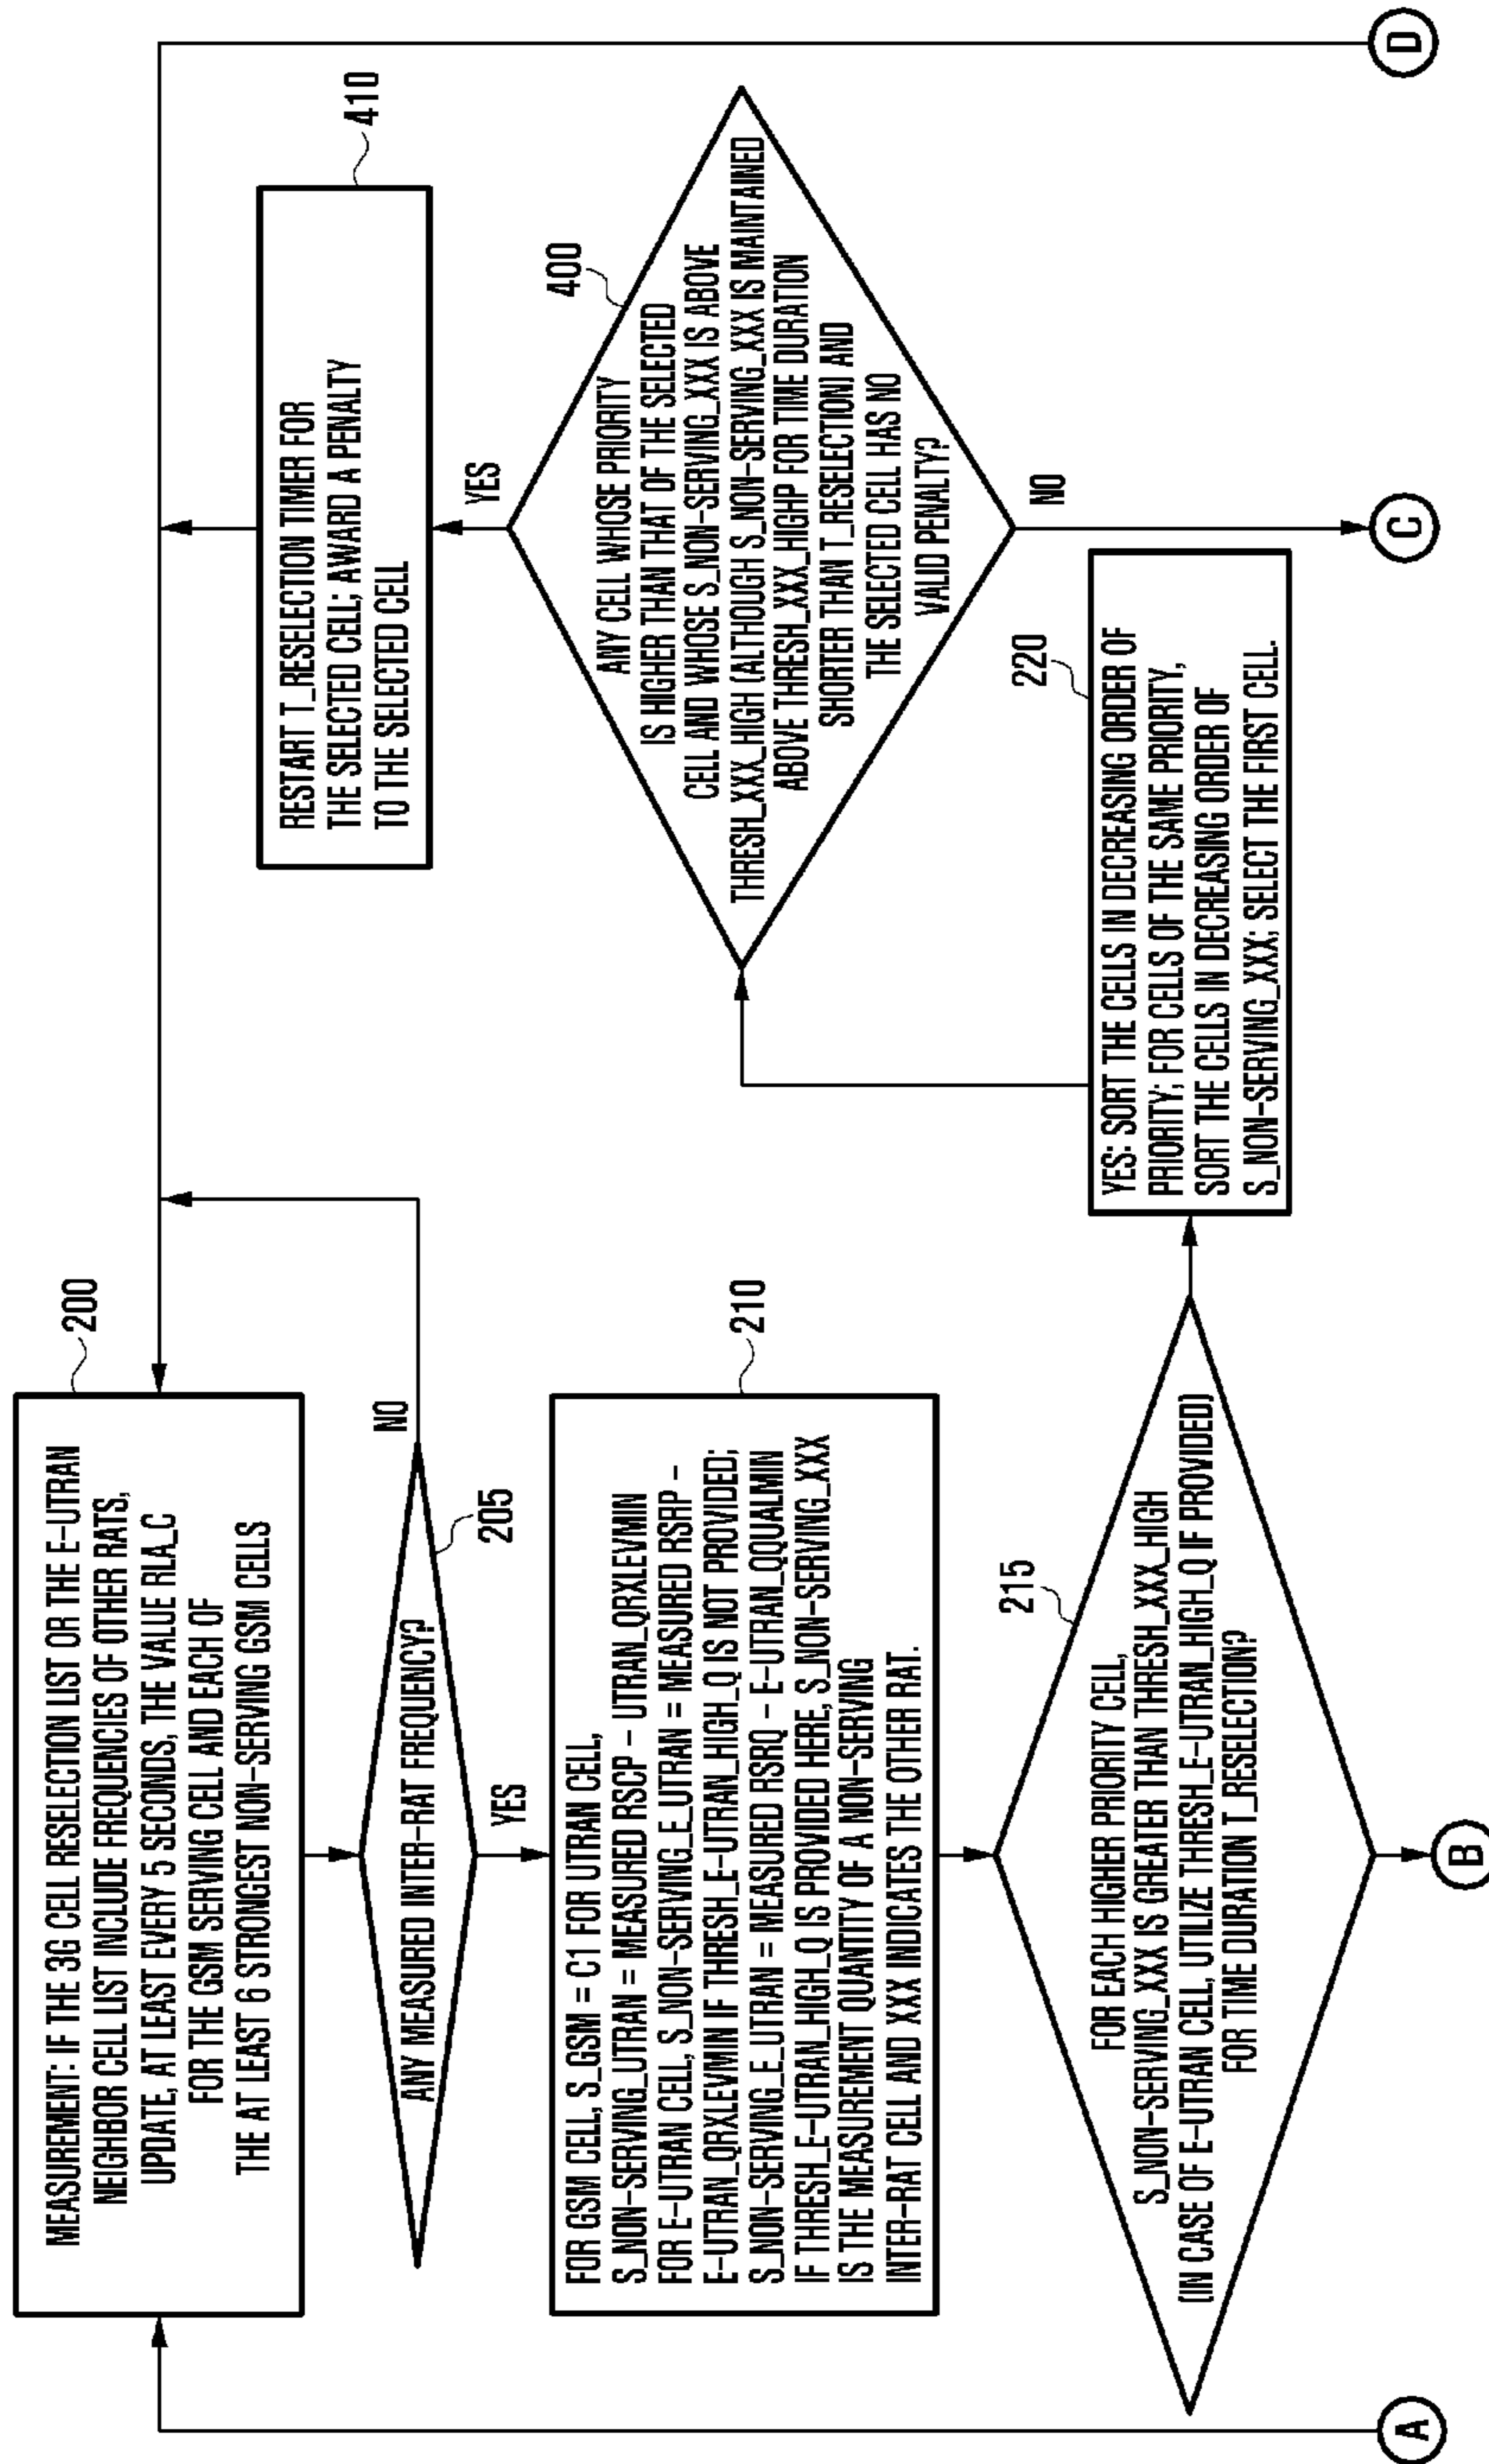 200
MEASUREMENT: IF THE 3G CELL RESELECTION LIST OR THE E-UTRAN
NEIGHBOR CELL LIST INCLUDE FREQUENCIES OF OTHER RATS,
UPDATE, AT LEAST EVERY 5 SECONDS, THE VALUE RLA_C
FOR THE GSM SERVING CELL AND EACH OF
THE AT LEAST 6 STRONGEST NON-SERVING GSM CELLS
NO
ANY MEASURED INTER-RAT FREQUENCY?
205
YES
210
FOR GSM CELL, S_GSM = C1 FOR UTRAN CELL,
S_NON-SERVING_UTRAN = MEASURED RSCP - UTRAN_QRXLEVMIN
FOR E-UTRAN CELL, S_NON-SERVING_E_UTRAN = MEASURED RSRP -
E-UTRAN_QRXLEVMIN IF THRESH_E-UTRAN_HIGH_Q IS NOT PROVIDED;
S_NON-SERVING_E_UTRAN = MEASURED RSRQ - E-UTRAN_QQUALMIN
IF THRESH_E-UTRAN_HIGH_Q IS PROVIDED HERE, S_NON-SERVING_XXX
IS THE MEASUREMENT QUANTITY OF A NON-SERVING
INTER-RAT CELL AND XXX INDICATES THE OTHER RAT.
215
FOR EACH HIGHER PRIORITY CELL,
S_NON-SERVING_XXX IS GREATER THAN THRESH_XXX_HIGH
(IN CASE OF E-UTRAN CELL, UTILIZE THRESH_E-UTRAN_HIGH_Q IF PROVIDED)
FOR TIME DURATION T_RESELECTION?
A
B
410
RESTART T_RESELECTION TIMER FOR
THE SELECTED CELL; AWARD A PENALTY
TO THE SELECTED CELL
YES
400
ANY CELL WHOSE PRIORITY
IS HIGHER THAN THAT OF THE SELECTED
CELL AND WHOSE S_NON-SERVING_XXX IS ABOVE
THRESH_XXX_HIGH (ALTHOUGH S_NON-SERVING_XXX IS MAINTAINED
ABOVE THRESH_XXX_HIGHP FOR TIME DURATION
SHORTER THAN T_RESELECTION) AND
THE SELECTED CELL HAS NO
VALID PENALTY?
NO
220
YES: SORT THE CELLS IN DECREASING ORDER OF
PRIORITY; FOR CELLS OF THE SAME PRIORITY,
SORT THE CELLS IN DECREASING ORDER OF
S_NON-SERVING_XXX; SELECT THE FIRST CELL.
C
D